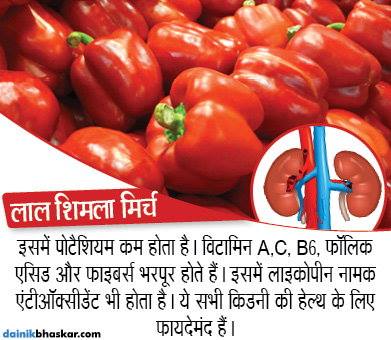 लाल शिमला मिर्च
इसमें पोटैशियम कम होता है। विटामिन A,C, B6, फॉलिक
एसिड और फाइबर्स भरपूर होते हैं। इसमें लाइकोपीन नामक
एंटीऑक्सीडेंट भी होता है। ये सभी किडनी की हेल्थ के लिए
फायदेमंद हैं।
dainikbhaskar.com